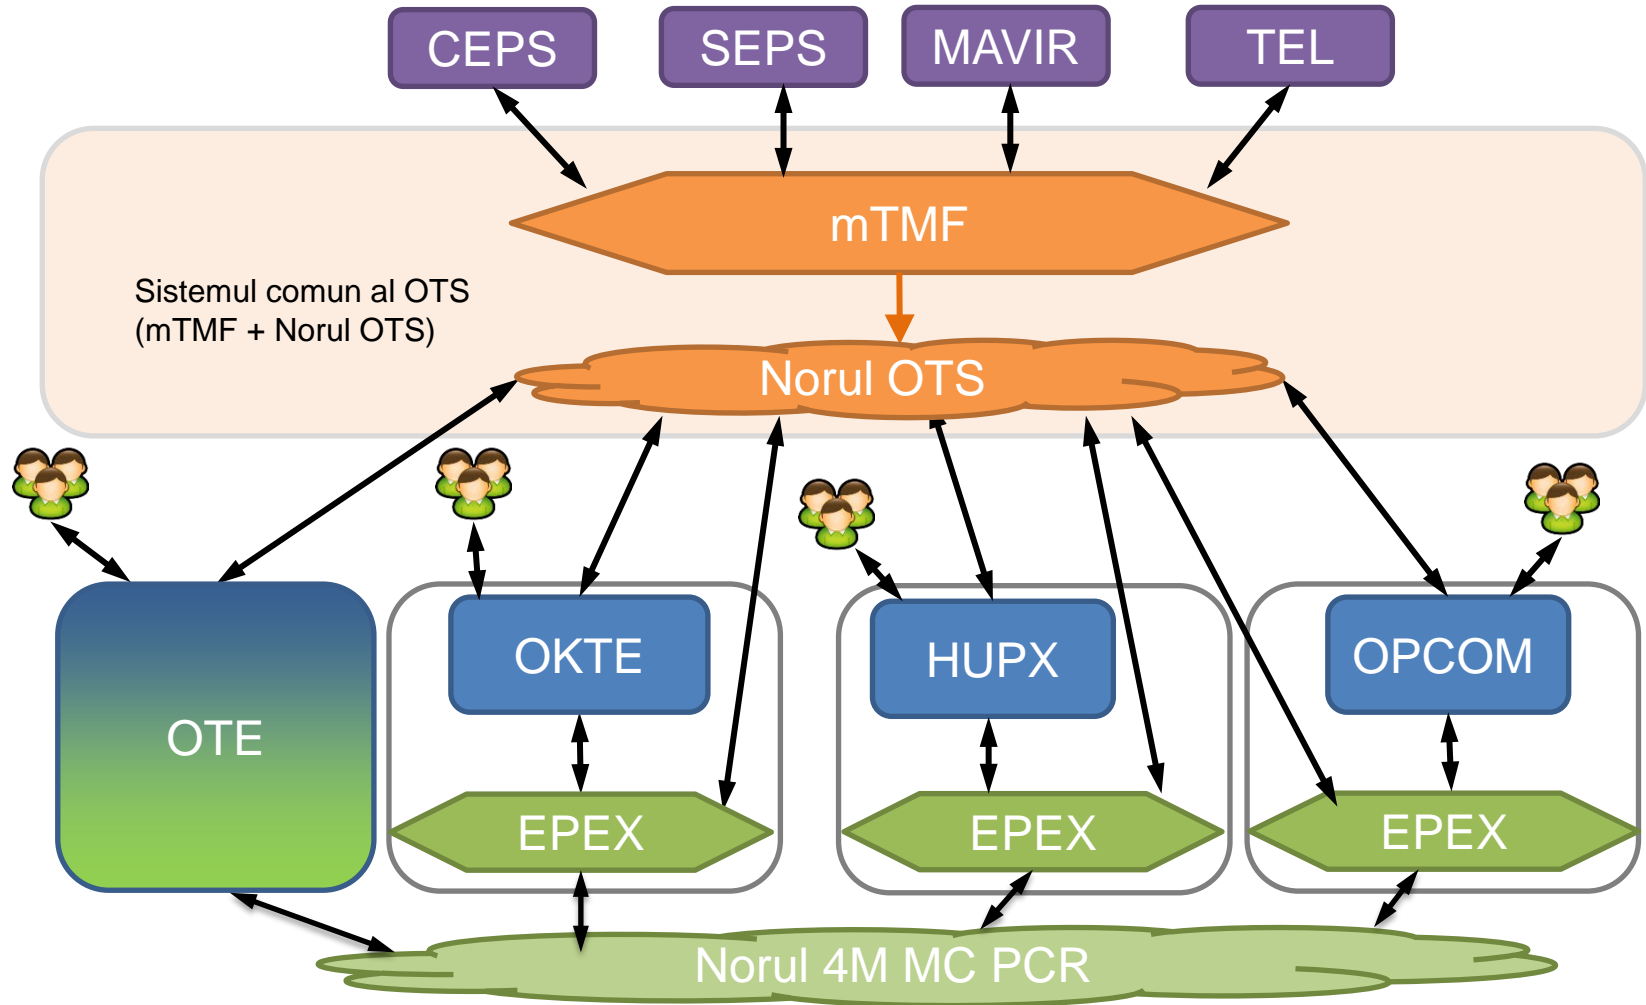 CEPS
SEPS
MAVIR
TEL
mTMF
Sistemul comun al OTS
(mTMF + Norul OTS)
Norul OTS
OKTE
HUPX
OPCOM
OTE
EPEX
EPEX
EPEX
Norul 4M MC PCR